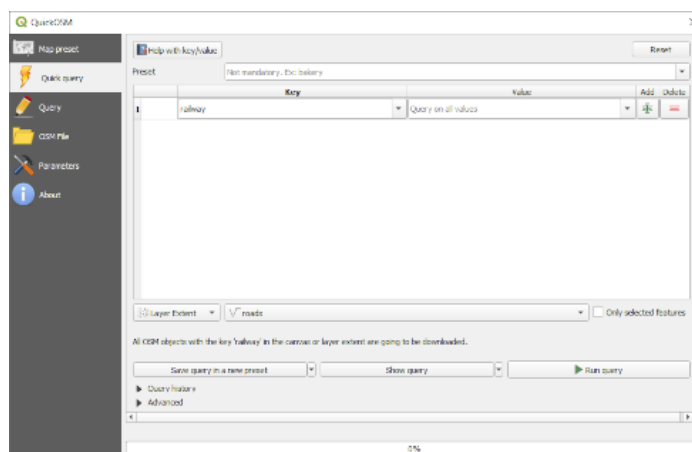 QuickOSM
Map preset
Quick query
Query
OSM File
Parameters
About
Help with key/value
Reset
Preset
Not mandatory. Ex: bakery
Key Value Add Delete
1 railway Query on all values
Layer Extent roads Only selected features
All OSM objects with the key 'railway' in the canvas or layer extent are going to be downloaded.
Save query in a new preset Show query Run query
Query history
Advanced
0%